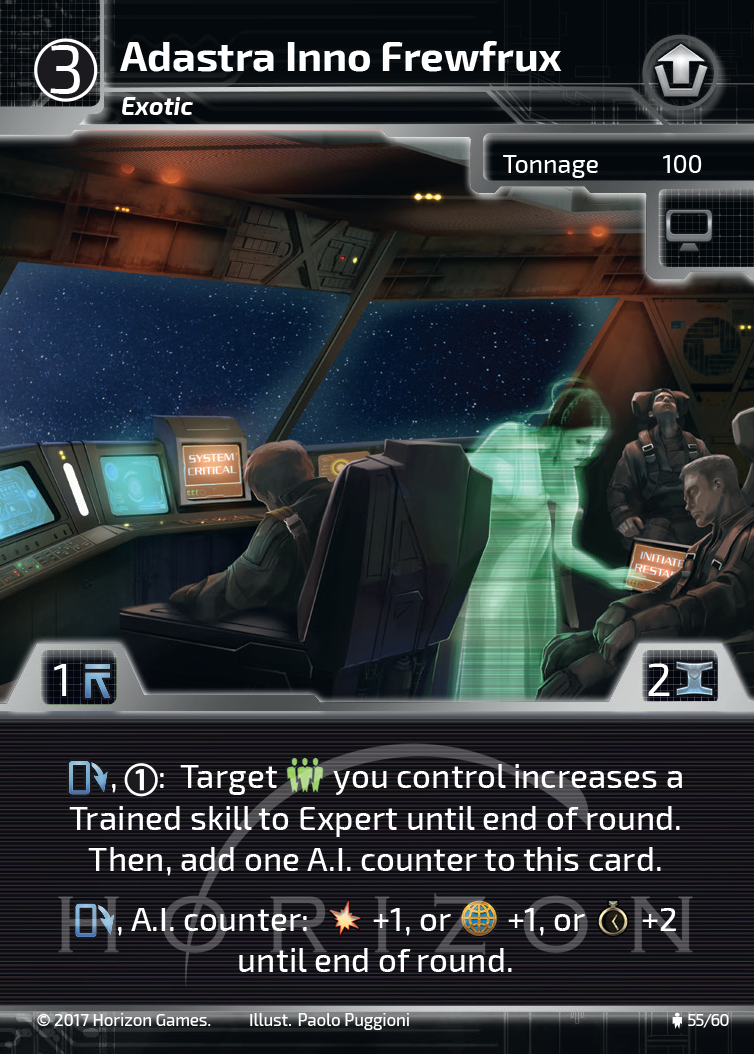 3 Adastra Inno Frewfrux
Exotic
Tonnage 100
SYSTEM
CRITICAL
INITIATE
1
2
, 1: Target you control increases a
Trained skill to Expert until end of round.
Then, add one A.I. counter to this card.
, A.I. counter: +1, or +1, or +2
until end of round.
HORIZON
© 2017 Horizon Games. Illust. Paolo Puggioni 55/60